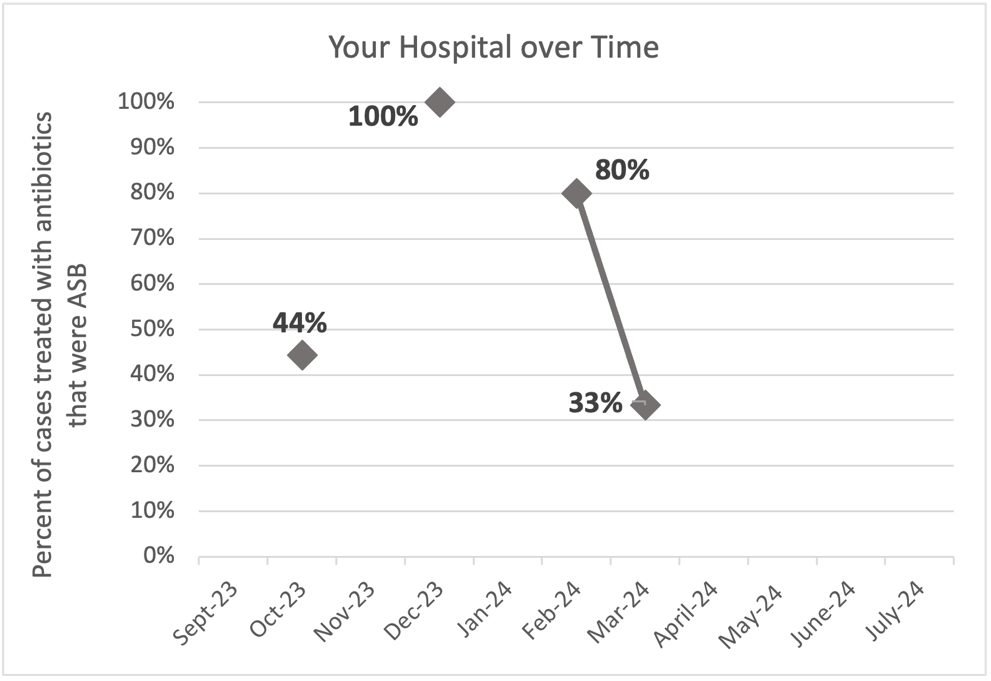 Your Hospital over Time
Percent of cases treated with antibiotics
that were ASB
100%
90%
80%
70%
60%
50%
40%
30%
20%
10%
0%
44%
100%
80%
33%
Sept-23
Oct-23
Nov-23
Dec-23
Jan-24
Feb-24
Mar-24
April-24
May-24
June-24
July-24